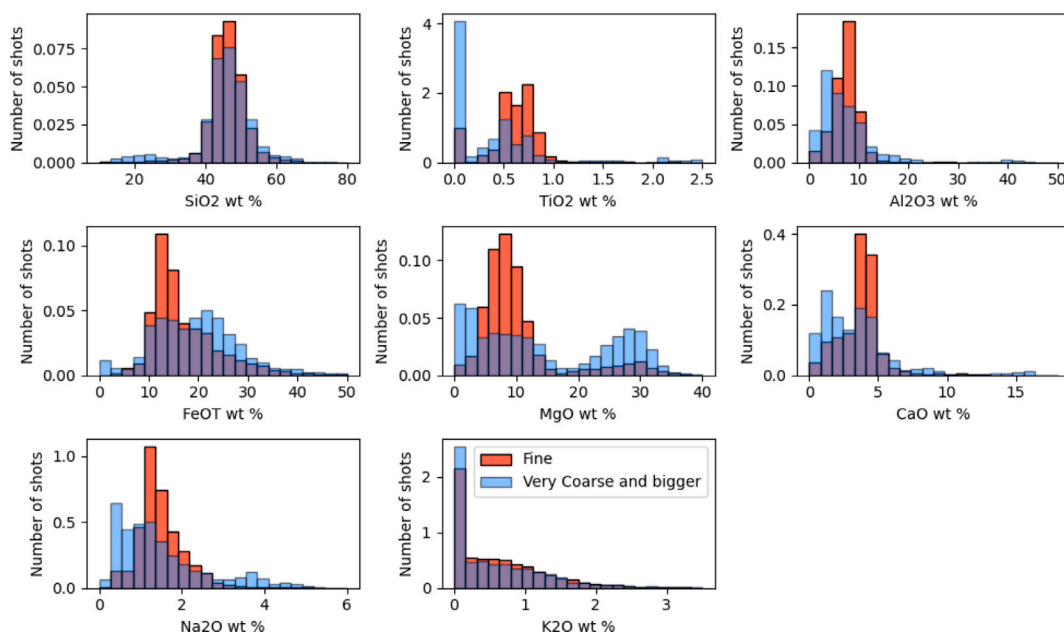 Number of shots
0.075
0.050
0.025
0.000
20 40 60 80
SiO2 wt %
Number of shots
4
2
0
0.0 0.5 1.0 1.5 2.0 2.5
TiO2 wt %
Number of shots
0.15
0.10
0.05
0.00
0 10 20 30 40 50
Al2O3 wt %
Number of shots
0.10
0.05
0.00
0 10 20 30 40 50
FeOT wt %
Number of shots
0.10
0.05
0.00
0 10 20 30 40
MgO wt %
Number of shots
0.4
0.2
0.0
0 5 10 15
CaO wt %
Number of shots
1.0
0.5
0.0
0 2 4 6
Na2O wt %
Number of shots
2
1
0
0 1 2 3
K2O wt %
Fine
Very Coarse and bigger